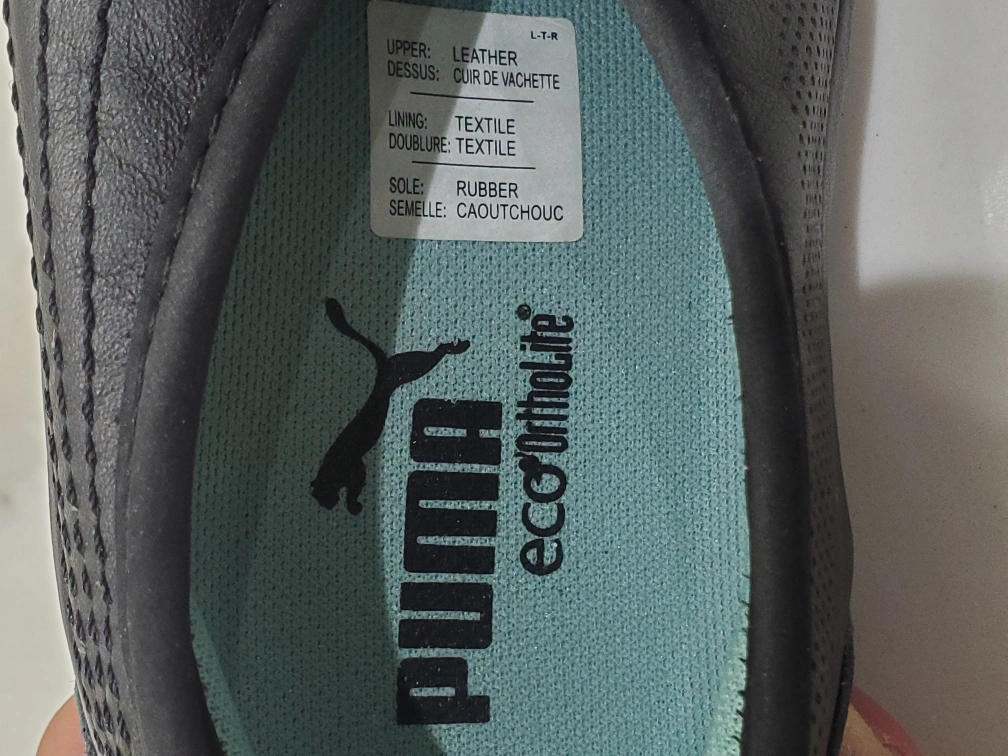 L-T-R
UPPER: LEATHER
DESSUS: CUIR DE VACHETTE
LINING: TEXTILE
DOUBLURE: TEXTILE
SOLE: RUBBER
SEMELLE: CAOUTCHOUC
PUMA
eco OrthoLite®